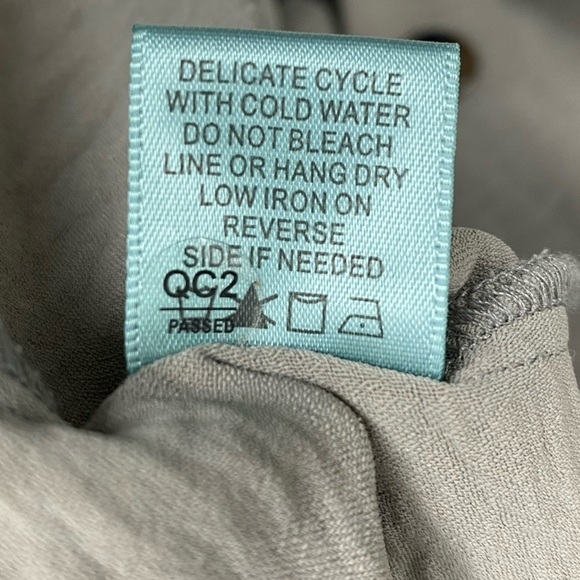 DELICATE CYCLE
WITH COLD WATER
DO NOT BLEACH
LINE OR HANG DRY
LOW IRON ON
REVERSE
SIDE IF NEEDED
QC2
PASSED